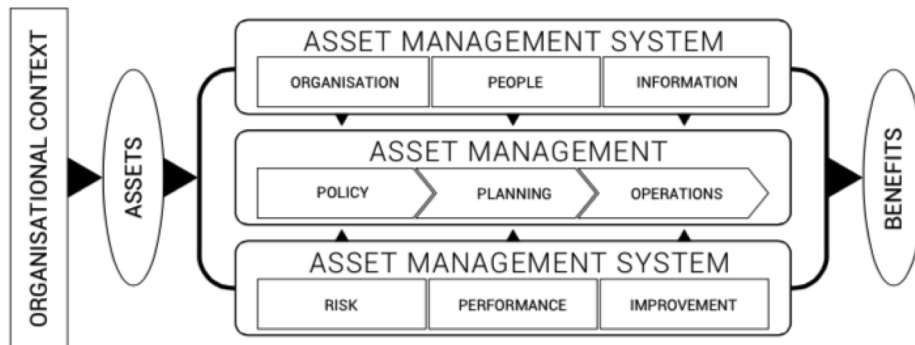 ORGANISATIONAL CONTEXT
ASSETS
ASSET MANAGEMENT SYSTEM
ORGANISATION PEOPLE INFORMATION
ASSET MANAGEMENT
POLICY PLANNING OPERATIONS
ASSET MANAGEMENT SYSTEM
RISK PERFORMANCE IMPROVEMENT
BENEFITS